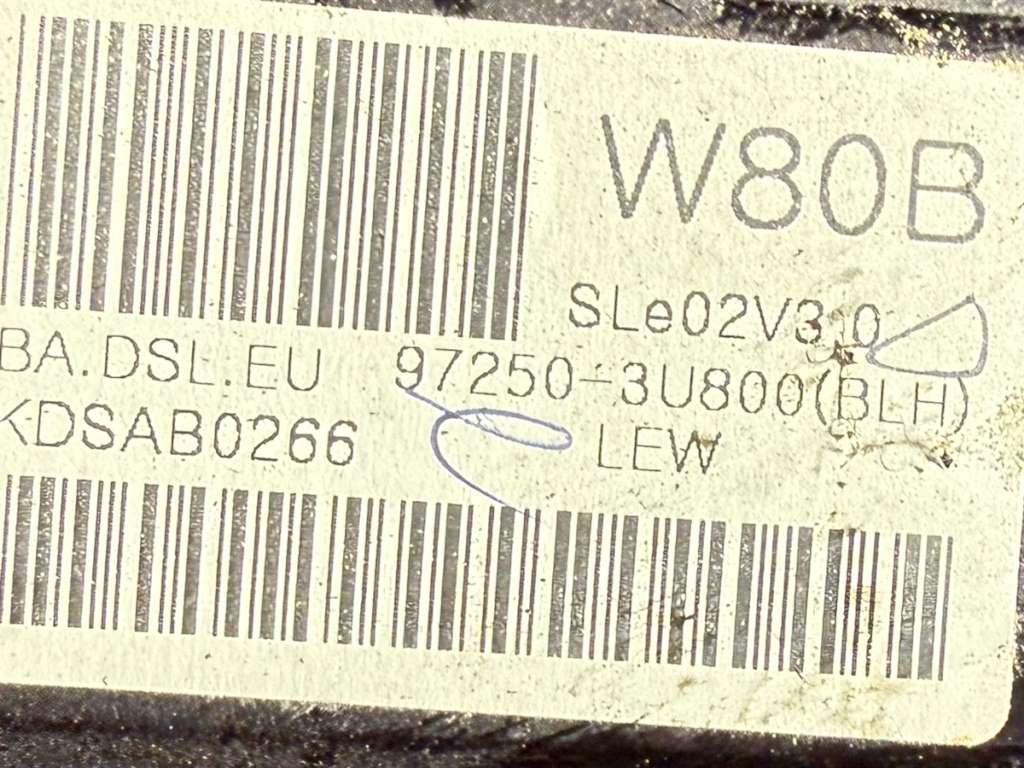 W80B
SLe02V3.0
BA.DSL.EU 97250-3U800(BLH)
KDSAB0266 LEW